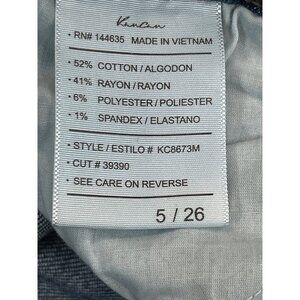 KanCan
• RN# 144635 MADE IN VIETNAM
• 52% COTTON / ALGODON
• 41% RAYON / RAYON
• 6% POLYESTER / POLIESTER
• 1% SPANDEX / ELASTANO
• STYLE / ESTILO # KC8673M
• CUT # 39390
• SEE CARE ON REVERSE
5 / 26